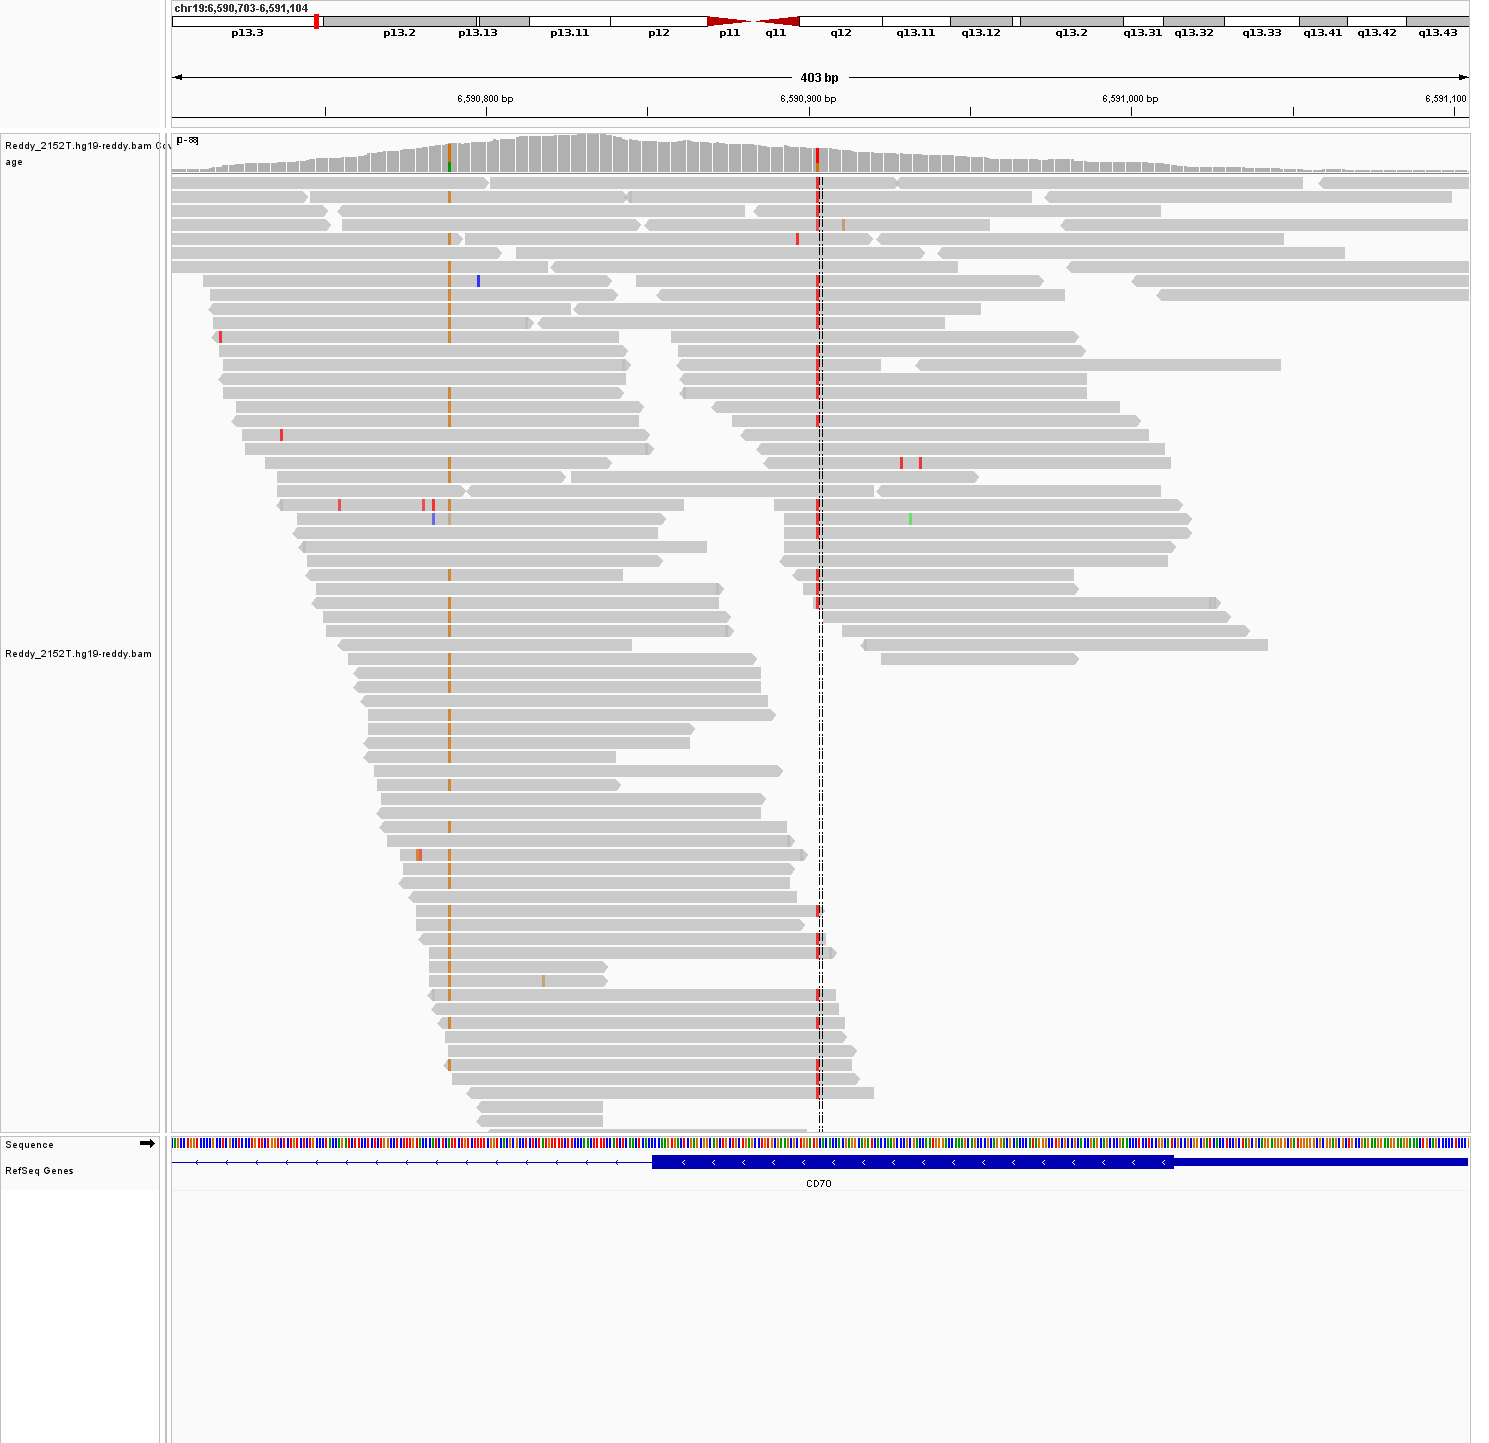 chr19:6,590,703-6,591,104
p13.3 p13.2 p13.13 p13.11 p12 p11 q11 q12 q13.11 q13.12 q13.2 q13.31 q13.32 q13.33 q13.41 q13.42 q13.43
403 bp
6,590,800 bp 6,590,900 bp 6,591,000 bp 6,591,100
Reddy_2152T.hg19-reddy.bam Cov
age
[0 - 88]
Reddy_2152T.hg19-reddy.bam
Sequence
RefSeq Genes
CD70